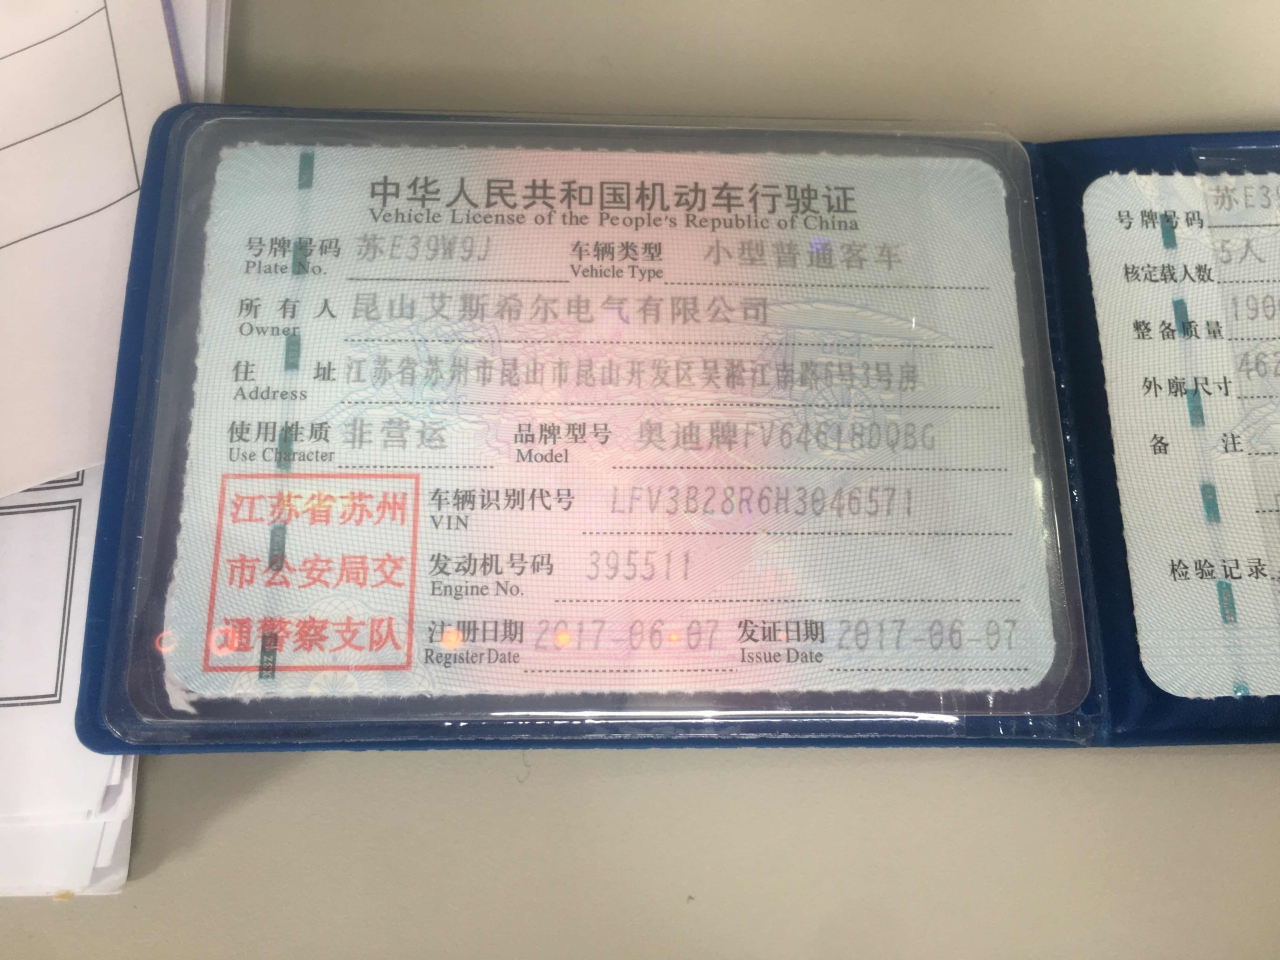 中华人民共和国机动车行驶证
Vehicle License of the People's Republic of China
号牌号码 苏E39W9J 车辆类型 小型普通客车
Plate No. Vehicle Type
所有人 昆山艾斯希尔电气有限公司
Owner
住址 江苏省苏州市昆山市昆山开发区吴淞江南路6号3号房
Address
使用性质 非营运 品牌型号 奥迪牌FV6461HDQBG
Use Character Model
江苏省苏州
市公安局交
通警察支队
车辆识别代号 LFV3B28R6H3046571
VIN
发动机号码 395511
Engine No.
注册日期 2017-06-07 发证日期 2017-06-07
Register Date Issue Date
号牌号码 苏E39
核定载人数 5人
整备质量 190
外廓尺寸 462
备注
检验记录